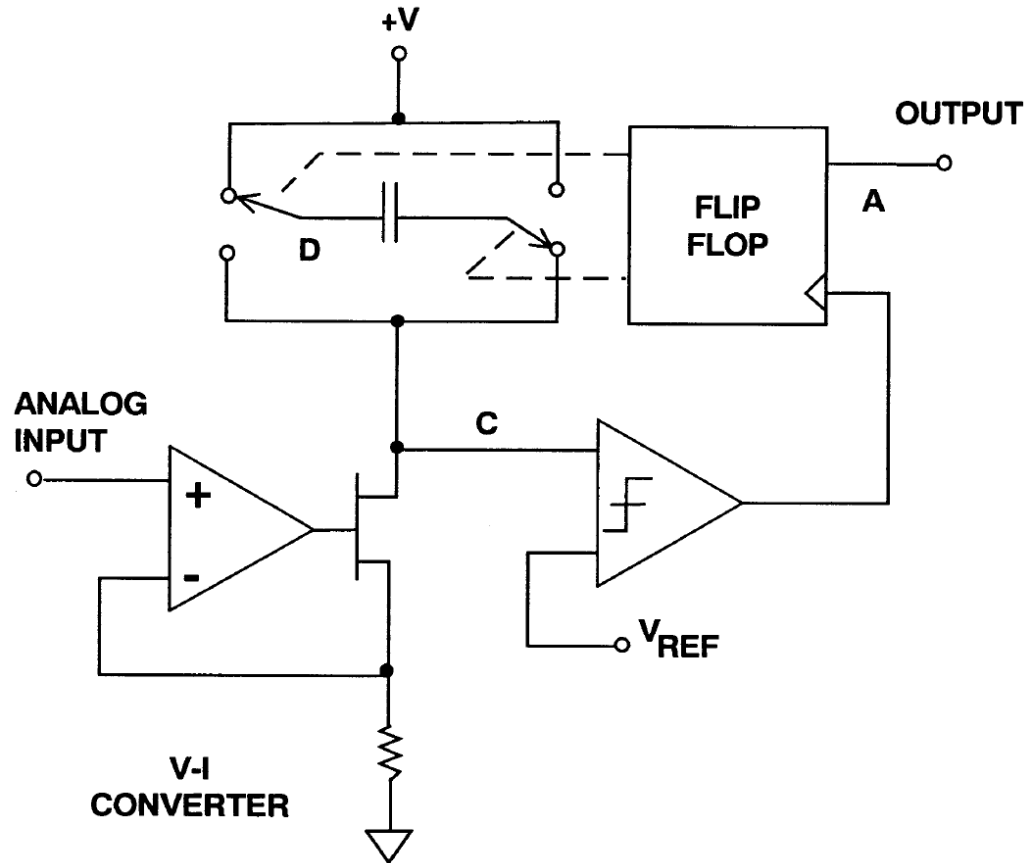 +V
OUTPUT
FLIP
FLOP
A
D
ANALOG
INPUT
C
+
-
VREF
V-I
CONVERTER